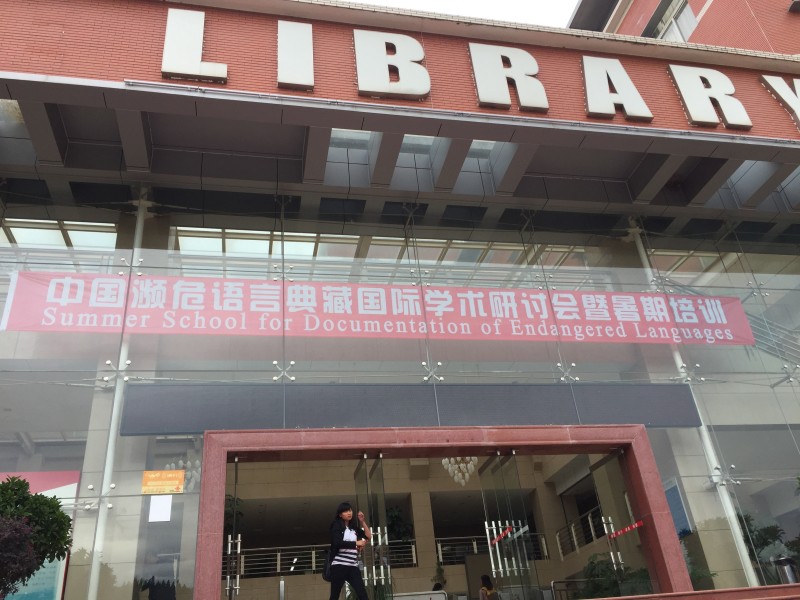 LIBRARY
中国濒危语言典藏国际学术研讨会暨暑期培训
Summer School for Documentation of Endangered Languages